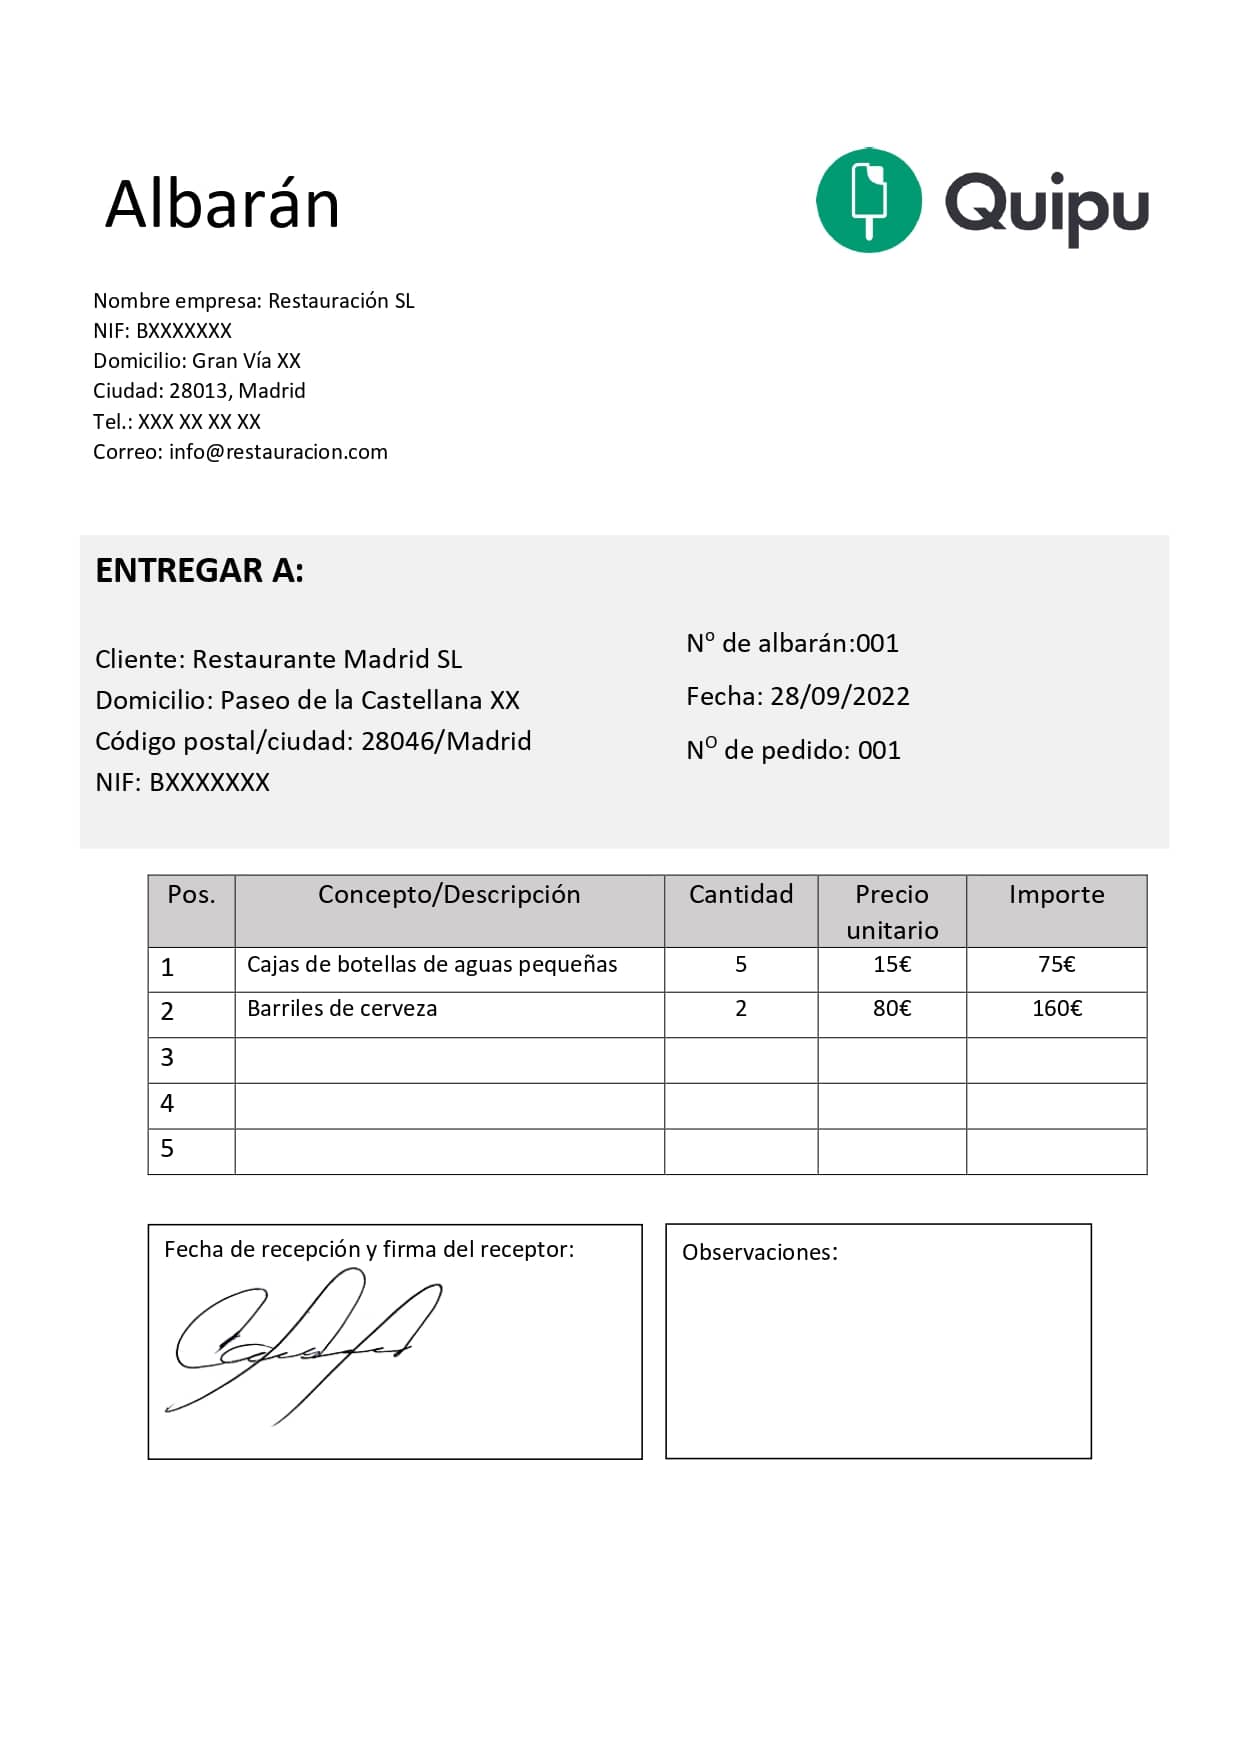 Albarán
Quipu
Nombre empresa: Restauración SL
NIF: BXXXXXXX
Domicilio: Gran Vía XX
Ciudad: 28013, Madrid
Tel.: XXX XX XX XX
Correo: info@restauracion.com
ENTREGAR A:
Cliente: Restaurante Madrid SL
Domicilio: Paseo de la Castellana XX
Código postal/ciudad: 28046/Madrid
NIF: BXXXXXXX
Nº de albarán:001
Fecha: 28/09/2022
Nº de pedido: 001
Pos. Concepto/Descripción Cantidad Precio unitario Importe
1 Cajas de botellas de aguas pequeñas 5 15€ 75€
2 Barriles de cerveza 2 80€ 160€
3
4
5
Fecha de recepción y firma del receptor:
Observaciones: